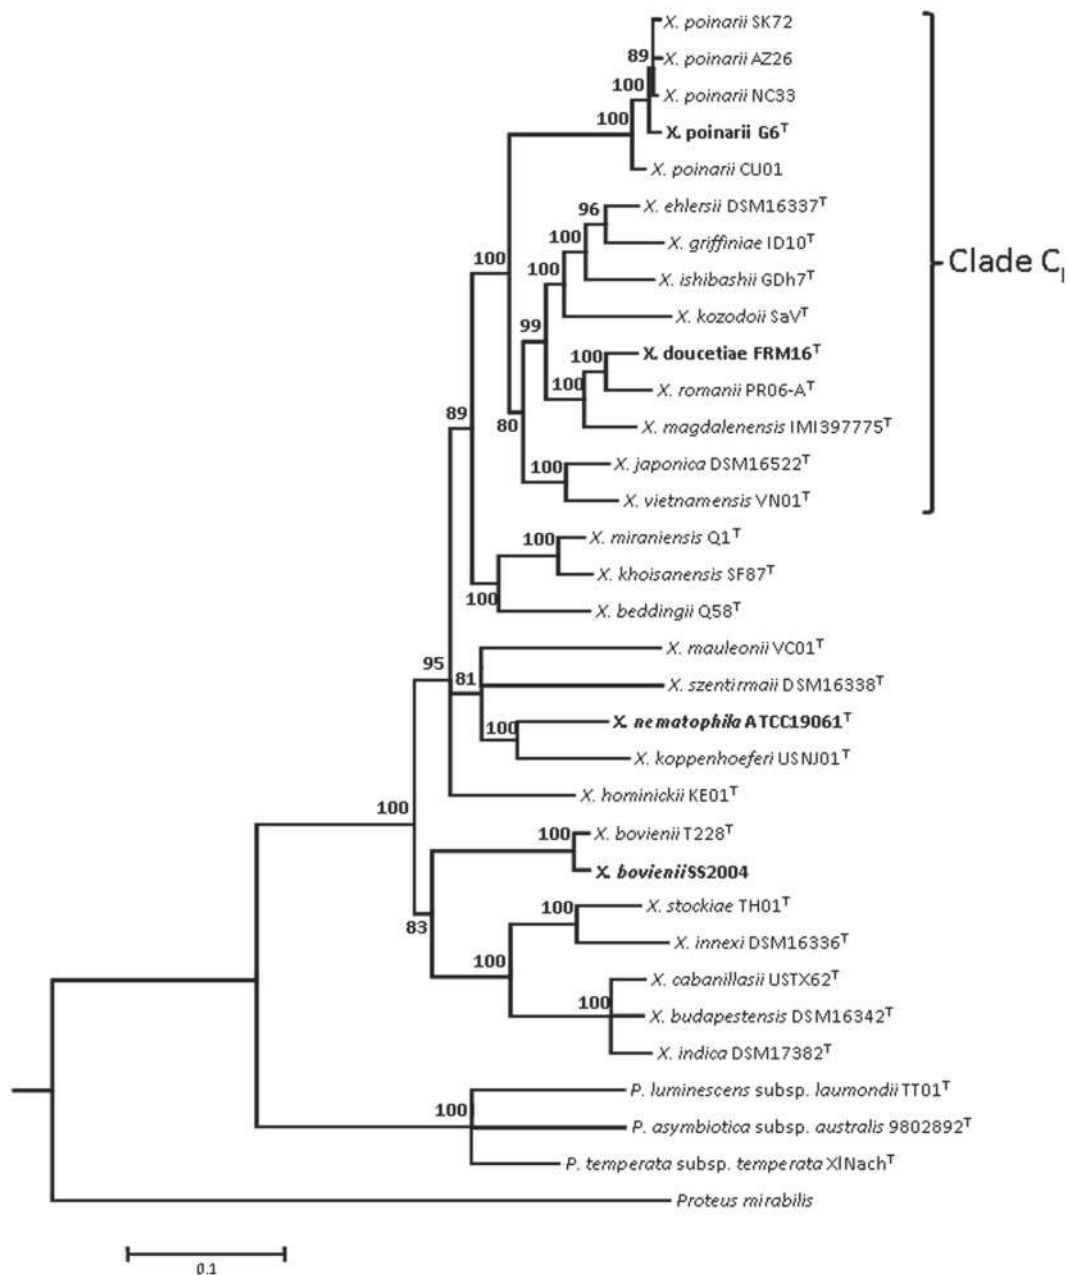 X. poinarii SK72
89
X. poinarii AZ26
100
X. poinarii NC33
100
X. poinarii G6ᵀ
X. poinarii CU01
X. ehlersii DSM16337ᵀ
96
X. griffiniae ID10ᵀ
100
100
Clade C_I
X. ishibashii GDh7ᵀ
100
X. kozodoii SaVᵀ
99
X. doucetiae FRM16ᵀ
100
X. romanii PR06-Aᵀ
100
89
X. magdalenensis IMI397775ᵀ
80
X. japonica DSM16522ᵀ
100
X. vietnamensis VN01ᵀ
X. miraniensis Q1ᵀ
100
X. khoisanensis SF87ᵀ
100
X. beddingii Q58ᵀ
X. mauleonii VC01ᵀ
95
81
X. szentirmaii DSM16338ᵀ
X. nematophila ATCC19061ᵀ
100
X. koppenhoeferi USNJ01ᵀ
X. hominickii KE01ᵀ
100
X. bovienii T228ᵀ
100
X. bovienii SS2004
X. stockiae TH01ᵀ
100
83
X. innexi DSM16336ᵀ
100
X. cabanillasii USTX62ᵀ
100
X. budapestensis DSM16342ᵀ
X. indica DSM17382ᵀ
P. luminescens subsp. laumondii TT01ᵀ
100
P. asymbiotica subsp. australis 9802892ᵀ
P. temperata subsp. temperata XlNachᵀ
Proteus mirabilis
0.1